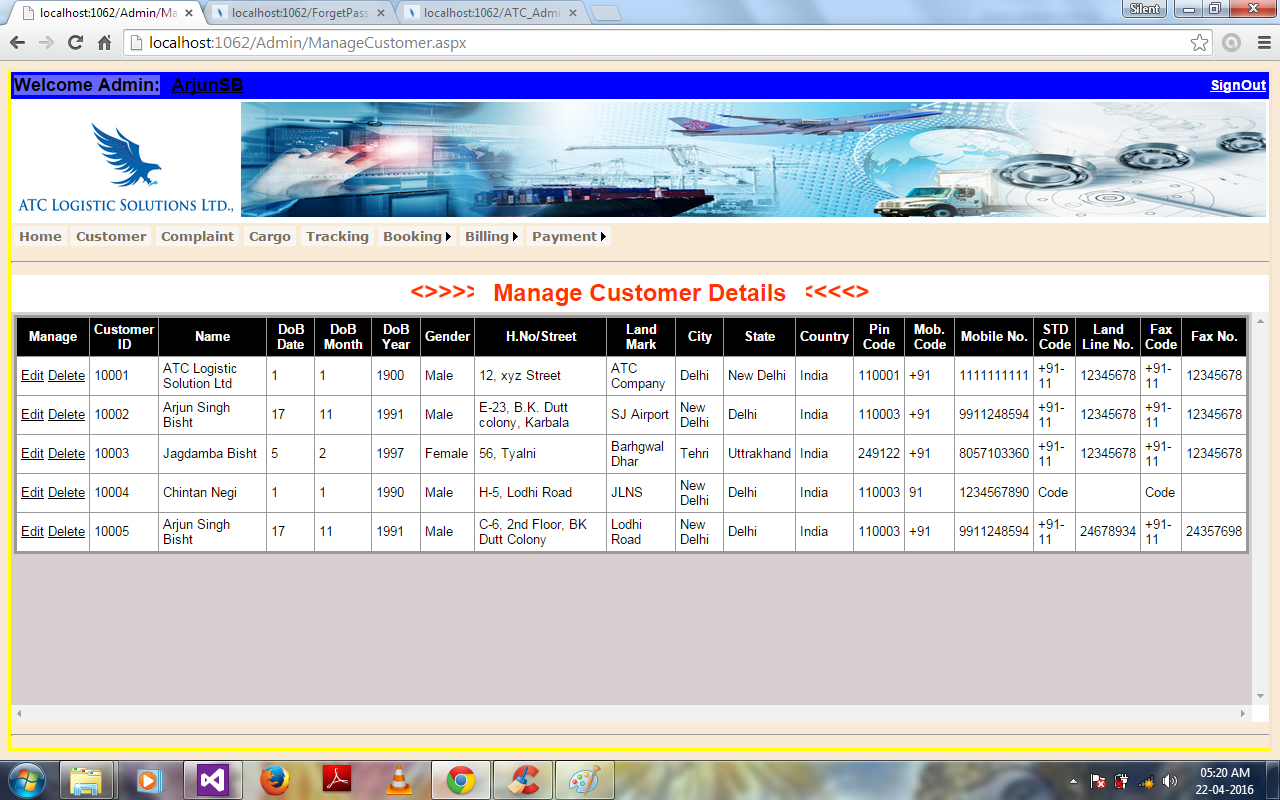 localhost:1062/Admin/Ma
localhost:1062/ForgetPass
localhost:1062/ATC_Admi
Silent
localhost:1062/Admin/ManageCustomer.aspx
Welcome Admin: ArjunSB
SignOut
CARGO
ATC LOGISTIC SOLUTIONS LTD.,
Home Customer Complaint Cargo Tracking Booking Billing Payment
<>>>> Manage Customer Details <<<<>
Manage Customer ID Name DoB Date DoB Month DoB Year Gender H.No/Street Land Mark City State Country Pin Code Mob. Code Mobile No. STD Code Land Line No. Fax Code Fax No.
Edit Delete 10001 ATC Logistic Solution Ltd 1 1 1900 Male 12, xyz Street ATC Company Delhi New Delhi India 110001 +91 1111111111 +91-11 12345678 +91-11 12345678
Edit Delete 10002 Arjun Singh Bisht 17 11 1991 Male E-23, B.K. Dutt colony, Karbala SJ Airport New Delhi Delhi India 110003 +91 9911248594 +91-11 12345678 +91-11 12345678
Edit Delete 10003 Jagdamba Bisht 5 2 1997 Female 56, Tyalni Barhgwal Dhar Tehri Uttrakhand India 249122 +91 8057103360 +91-11 12345678 +91-11 12345678
Edit Delete 10004 Chintan Negi 1 1 1990 Male H-5, Lodhi Road JLNS New Delhi Delhi India 110003 91 1234567890 Code Code
Edit Delete 10005 Arjun Singh Bisht 17 11 1991 Male C-6, 2nd Floor, BK Dutt Colony Lodhi Road New Delhi Delhi India 110003 +91 9911248594 +91-11 24678934 +91-11 24357698
05:20 AM
22-04-2016